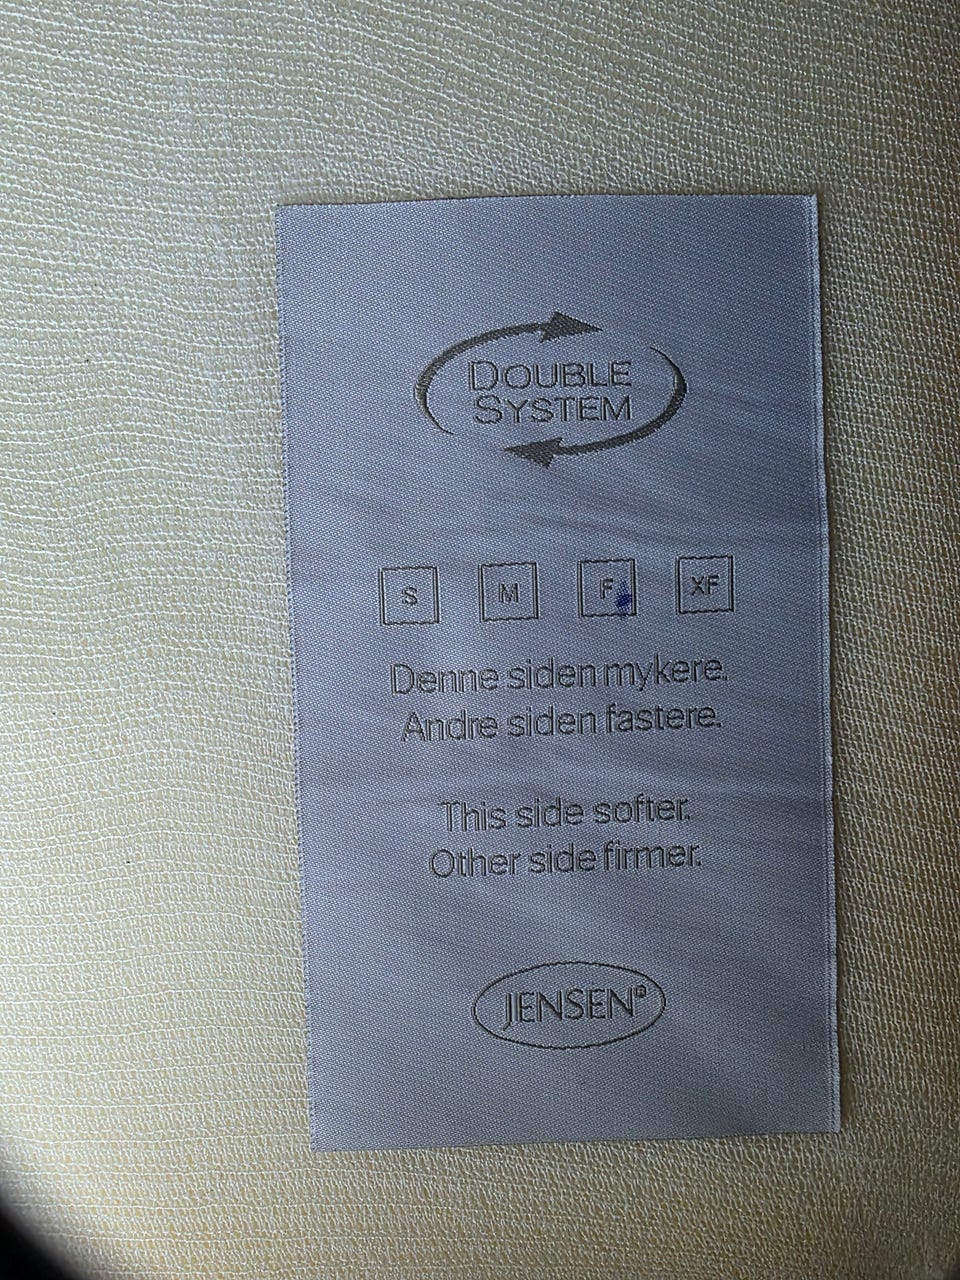 DOUBLE
SYSTEM
S M F XF
Denne siden mykere.
Andre siden fastere.
This side softer.
Other side firmer.
JENSEN®